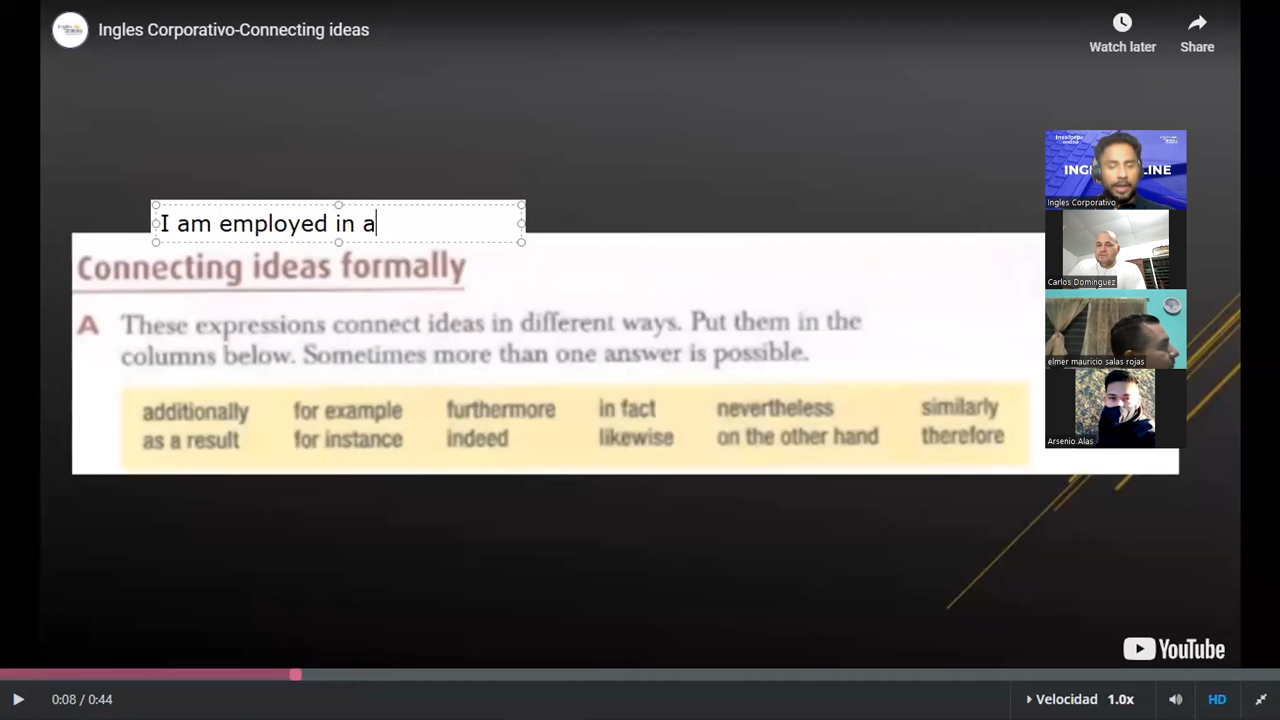 Ingles Corporativo-Connecting ideas
Watch later
Share
I am employed in a
Connecting ideas formally
A These expressions connect ideas in different ways. Put them in the
columns below. Sometimes more than one answer is possible.
additionally for example furthermore in fact nevertheless similarly
as a result for instance indeed likewise on the other hand therefore
Ingles Corporativo
Carlos Dominguez
elmer mauricio salas rojas
Arsenio Alas
YouTube
0:08 / 0:44
Velocidad 1.0x
HD